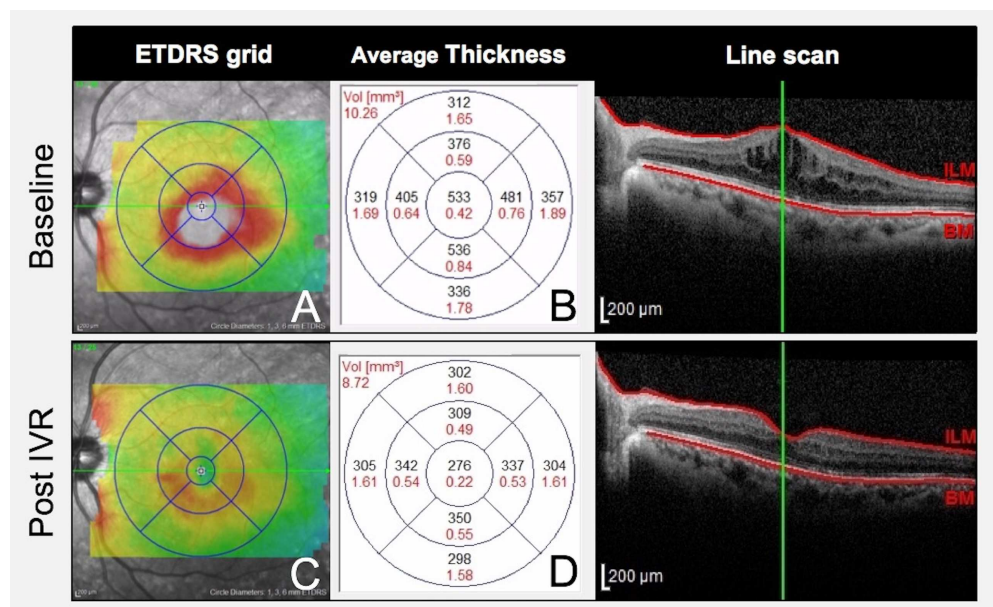 ETDRS grid Average Thickness Line scan
Baseline
Vol [mm³]
10.26
312
1.65
376
0.59
319 405 533 481 357
1.69 0.64 0.42 0.76 1.89
536
0.84
336
1.78
ILM
BM
200 µm
200 µm
Circle Diameters: 1, 3, 6 mm ETDRS
A
B
Post IVR
Vol [mm³]
8.72
302
1.60
309
0.49
305 342 276 337 304
1.61 0.54 0.22 0.53 1.61
350
0.55
298
1.58
ILM
BM
200 µm
200 µm
Circle Diameters: 1, 3, 6 mm ETDRS
C
D